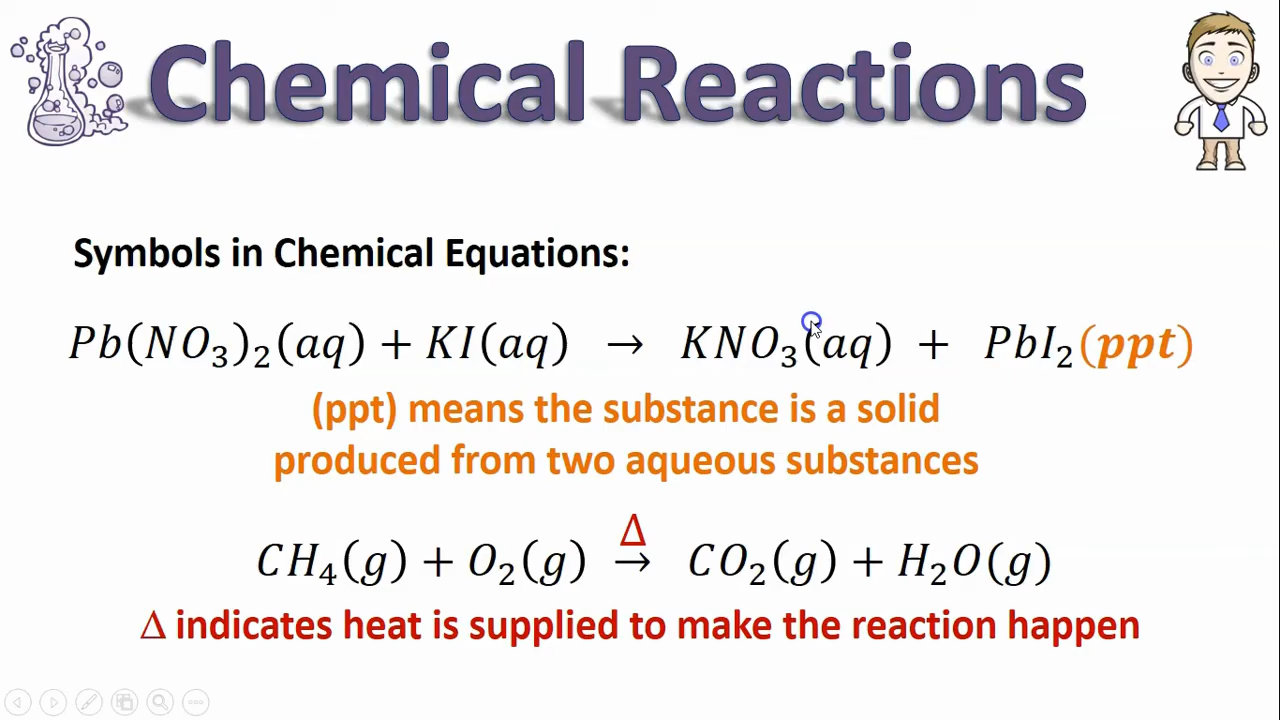 Chemical Reactions
Symbols in Chemical Equations:
Pb(NO₃)₂(aq) + KI(aq) → KNO₃(aq) + PbI₂(ppt)
(ppt) means the substance is a solid
produced from two aqueous substances
Δ
CH₄(g) + O₂(g) → CO₂(g) + H₂O(g)
Δ indicates heat is supplied to make the reaction happen